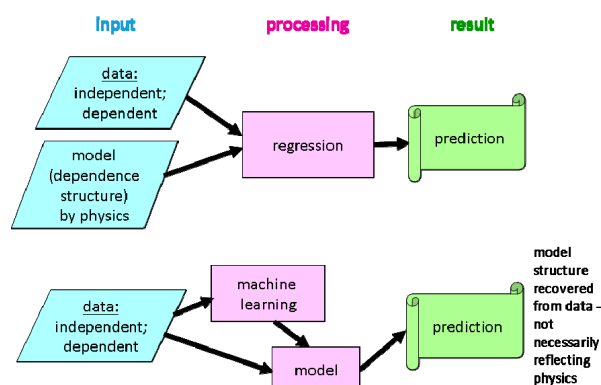 input
processing
result
data:
independent;
dependent
model
(dependence
structure)
by physics
regression
prediction
data:
independent;
dependent
machine
learning
model
prediction
model
structure
recovered
from data –
not
necessarily
reflecting
physics